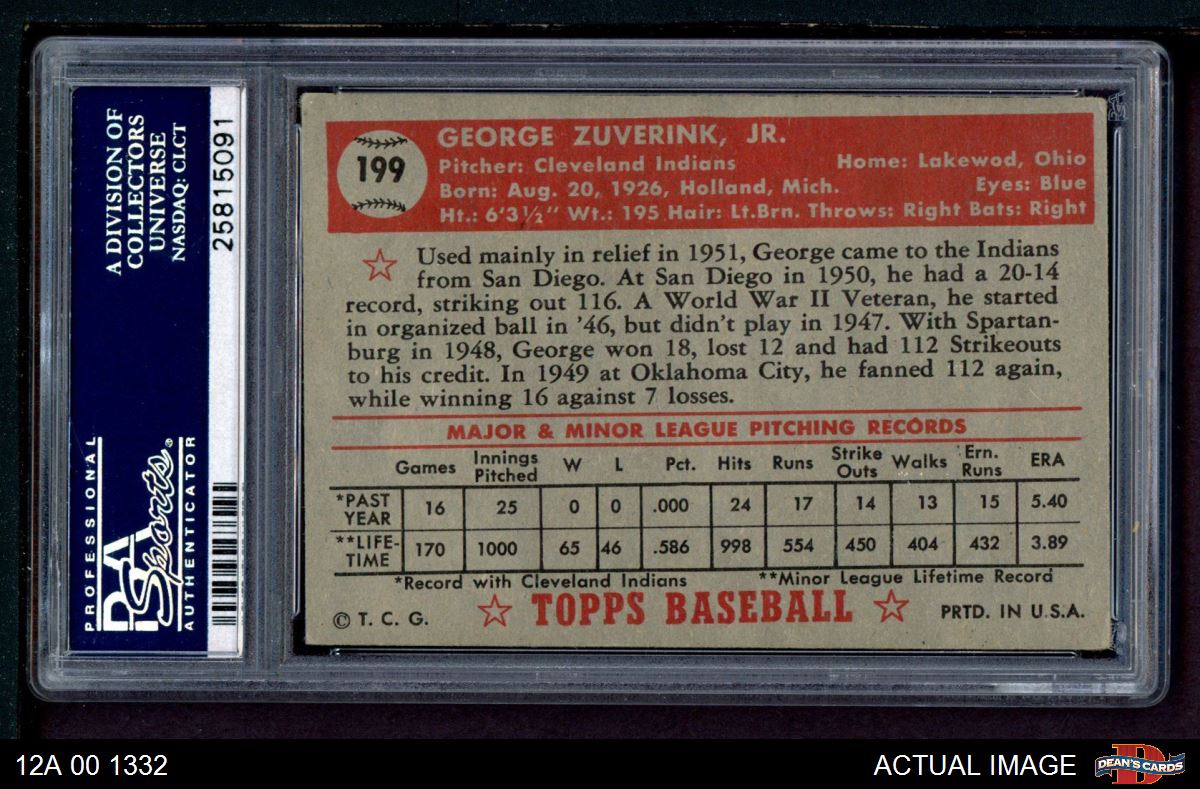 A DIVISION OF
COLLECTORS
UNIVERSE
NASDAQ: CLCT
25815091
PROFESSIONAL
PSA
Sports
AUTHENTICATOR
199
GEORGE ZUVERINK, JR.
Pitcher: Cleveland Indians Home: Lakewod, Ohio
Born: Aug. 20, 1926, Holland, Mich. Eyes: Blue
Ht.: 6'3½" Wt.: 195 Hair: Lt.Brn. Throws: Right Bats: Right
Used mainly in relief in 1951, George came to the Indians
from San Diego. At San Diego in 1950, he had a 20-14
record, striking out 116. A World War II Veteran, he started
in organized ball in '46, but didn't play in 1947. With Spartan-
burg in 1948, George won 18, lost 12 and had 112 Strikeouts
to his credit. In 1949 at Oklahoma City, he fanned 112 again,
while winning 16 against 7 losses.
MAJOR & MINOR LEAGUE PITCHING RECORDS
Games Innings Pitched W L Pct. Hits Runs Strike Outs Walks Ern. Runs ERA
*PAST YEAR 16 25 0 0 .000 24 17 14 13 15 5.40
**LIFE-TIME 170 1000 65 46 .586 998 554 450 404 432 3.89
*Record with Cleveland Indians **Minor League Lifetime Record
© T. C. G. TOPPS BASEBALL PRTD. IN U.S.A.
12A 00 1332 ACTUAL IMAGE DEAN'S CARDS